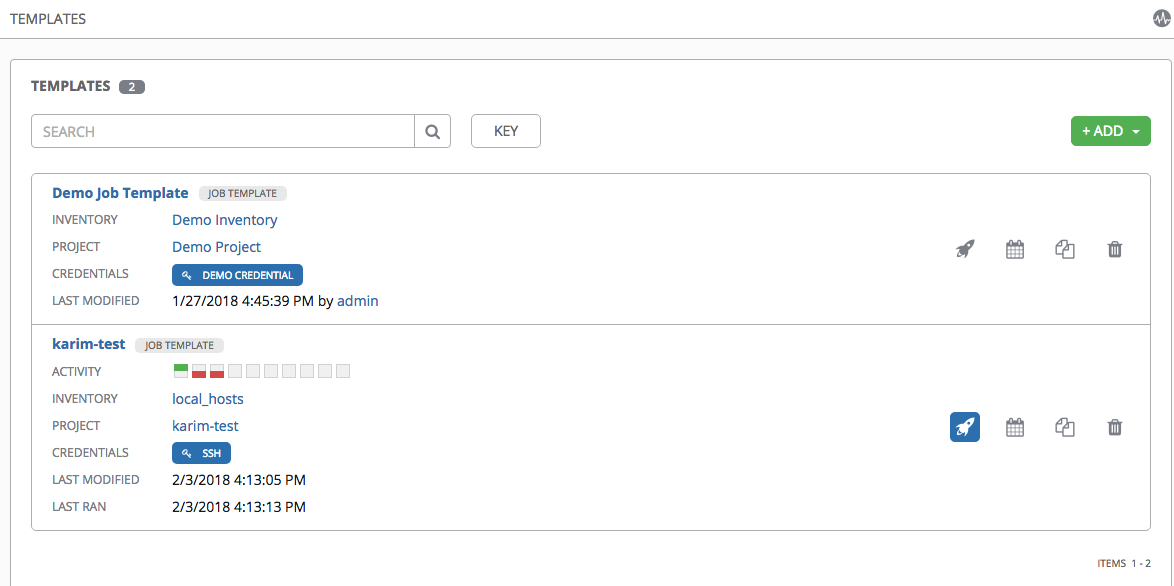 TEMPLATES
TEMPLATES 2
SEARCH KEY + ADD
Demo Job Template JOB TEMPLATE
INVENTORY Demo Inventory
PROJECT Demo Project
CREDENTIALS DEMO CREDENTIAL
LAST MODIFIED 1/27/2018 4:45:39 PM by admin
karim-test JOB TEMPLATE
ACTIVITY
INVENTORY local_hosts
PROJECT karim-test
CREDENTIALS SSH
LAST MODIFIED 2/3/2018 4:13:05 PM
LAST RAN 2/3/2018 4:13:13 PM
ITEMS 1 - 2